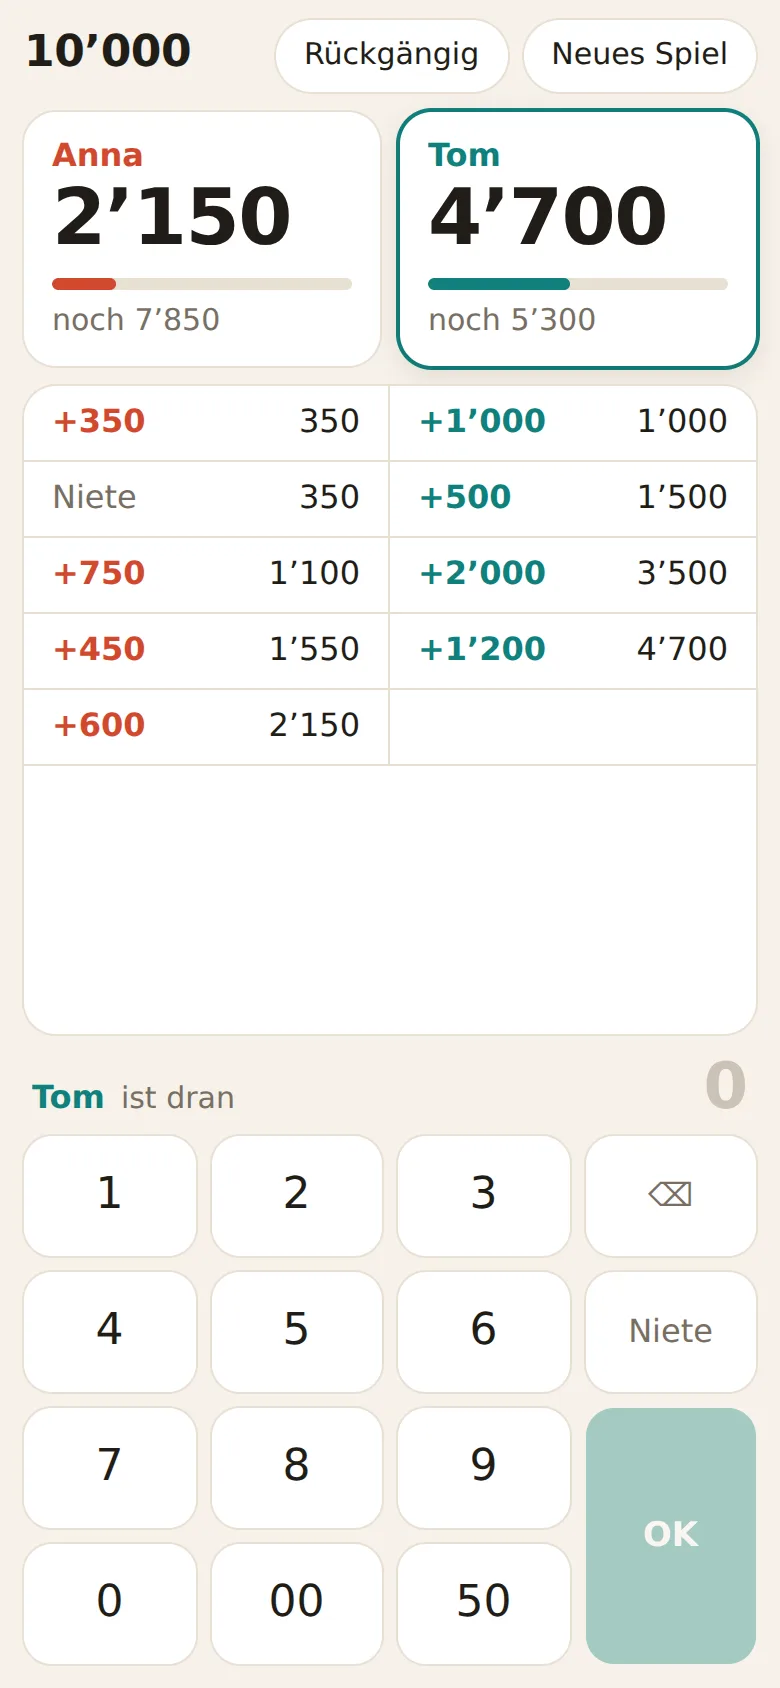 10’000 Rückgängig Neues Spiel
Anna Tom
2’150 4’700
noch 7’850 noch 5’300
+350 350 +1’000 1’000
Niete 350 +500 1’500
+750 1’100 +2’000 3’500
+450 1’550 +1’200 4’700
+600 2’150
Tom ist dran 0
1 2 3 ⌫
4 5 6 Niete
7 8 9
OK
0 00 50